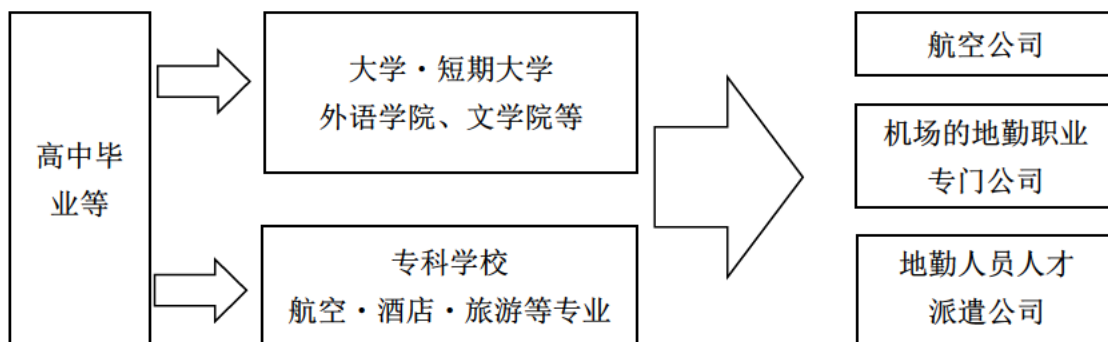 高中毕
业等
大学·短期大学
外语学院、文学院等
专科学校
航空·酒店·旅游等专业
航空公司
机场的地勤职业
专门公司
地勤人员人才
派遣公司